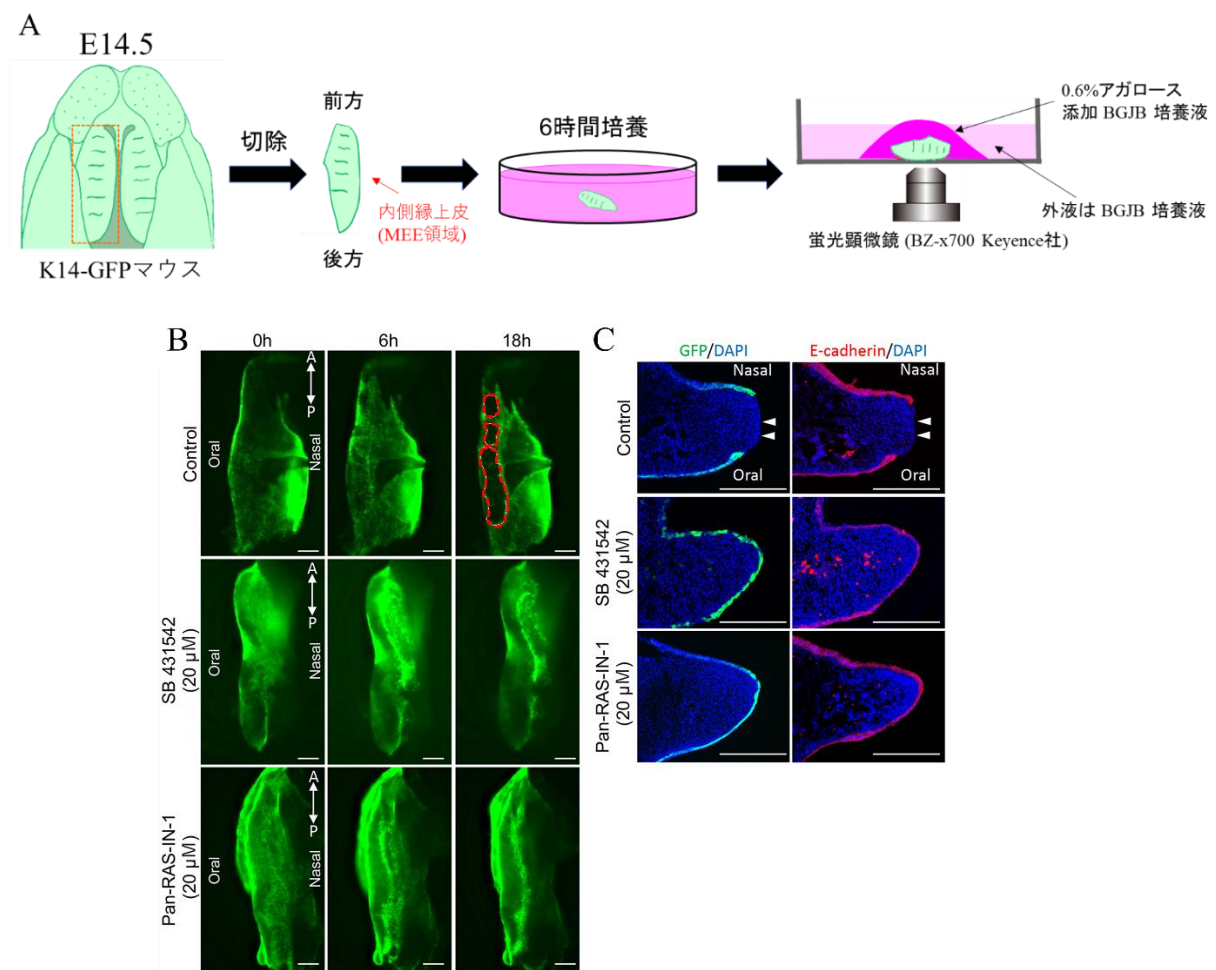 A
E14.5
K14-GFPマウス
切除
前方
後方
内側縁上皮
(MEE領域)
6時間培養
0.6%アガロース
添加 BGJB 培養液
外液は BGJB 培養液
蛍光顕微鏡 (BZ-x700 Keyence社)
B
0h
6h
18h
Control
Oral
Nasal
A
P
SB 431542
(20 µM)
Oral
Nasal
A
P
Pan-RAS-IN-1
(20 µM)
Oral
Nasal
A
P
C
GFP/DAPI
E-cadherin/DAPI
Control
Nasal
Oral
Nasal
Oral
SB 431542
(20 µM)
Pan-RAS-IN-1
(20 µM)